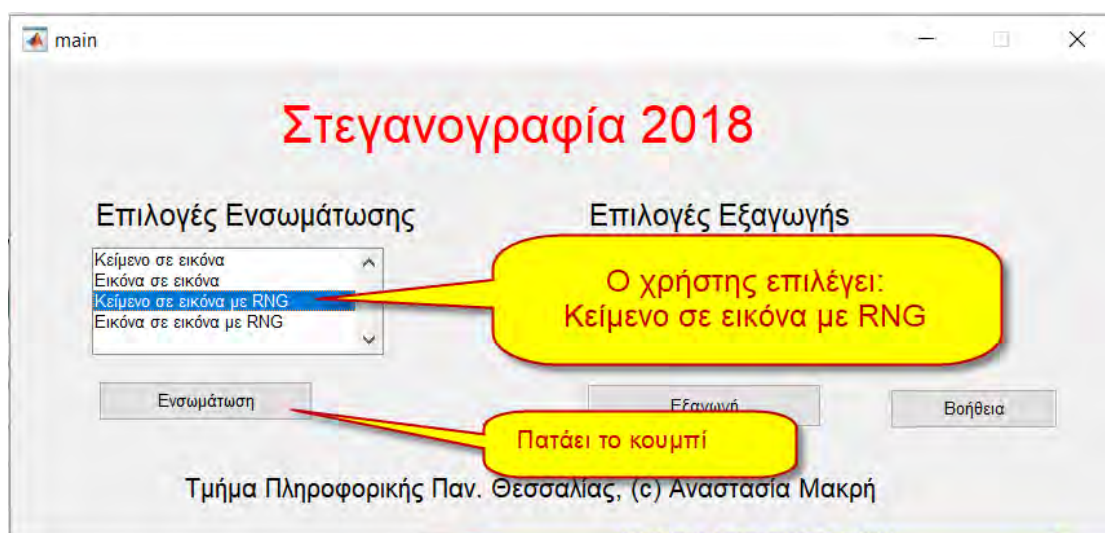 main
Στεγανογραφία 2018
Επιλογές Ενσωμάτωσης
Επιλογές Εξαγωγήs
Κείμενο σε εικόνα
Εικόνα σε εικόνα
Κείμενο σε εικόνα με RNG
Εικόνα σε εικόνα με RNG
Ο χρήστης επιλέγει:
Κείμενο σε εικόνα με RNG
Ενσωμάτωση
Εξαγωγή
Βοήθεια
Πατάει το κουμπί
Τμήμα Πληροφορικής Παν. Θεσσαλίας, (c) Αναστασία Μακρή